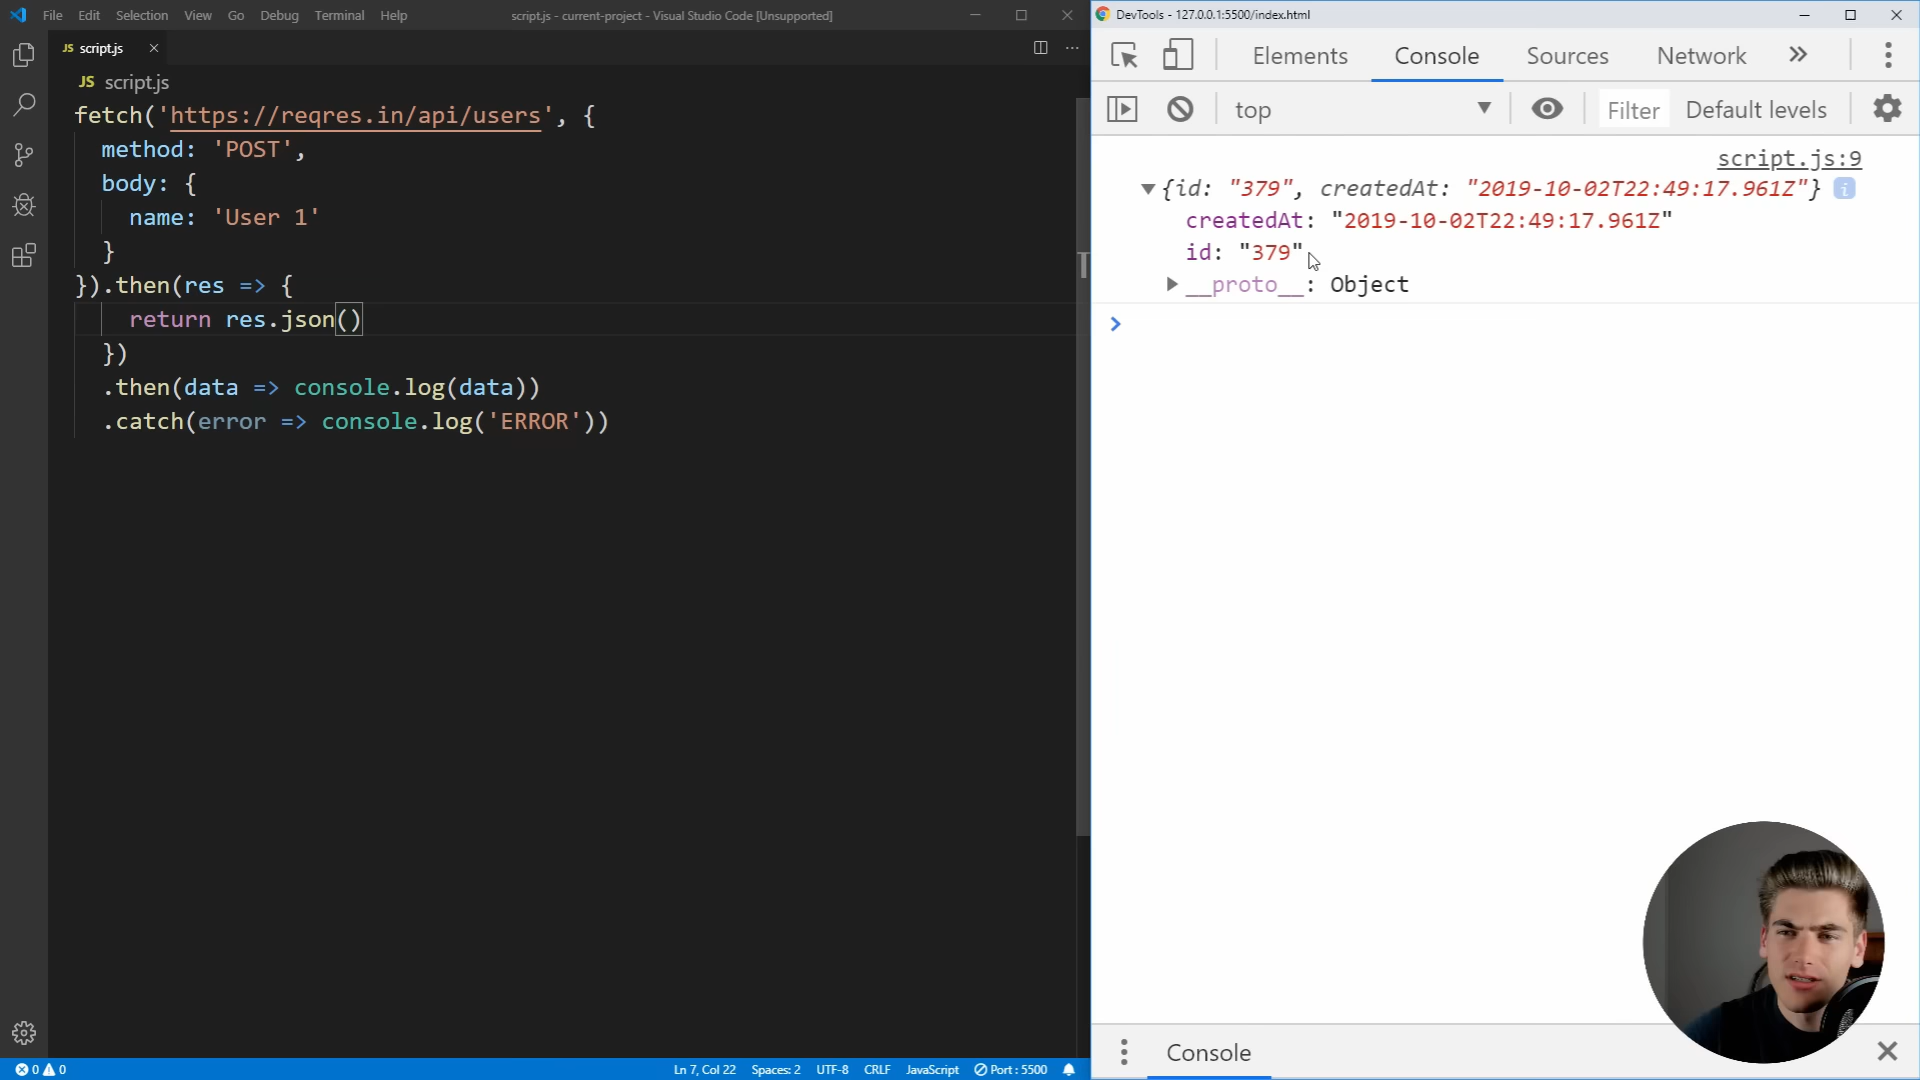 File Edit Selection View Go Debug Terminal Help
script.js - current-project - Visual Studio Code [Unsupported]
JS script.js
JS script.js
fetch('https://reqres.in/api/users', {
method: 'POST',
body: {
name: 'User 1'
}
}).then(res => {
return res.json()
})
.then(data => console.log(data))
.catch(error => console.log('ERROR'))
0 0
Ln 7, Col 22 Spaces: 2 UTF-8 CRLF JavaScript Port : 5500
DevTools - 127.0.0.1:5500/index.html
Elements Console Sources Network
top Filter Default levels
script.js:9
{id: "379", createdAt: "2019-10-02T22:49:17.961Z"} i
createdAt: "2019-10-02T22:49:17.961Z"
id: "379"
__proto__: Object
Console